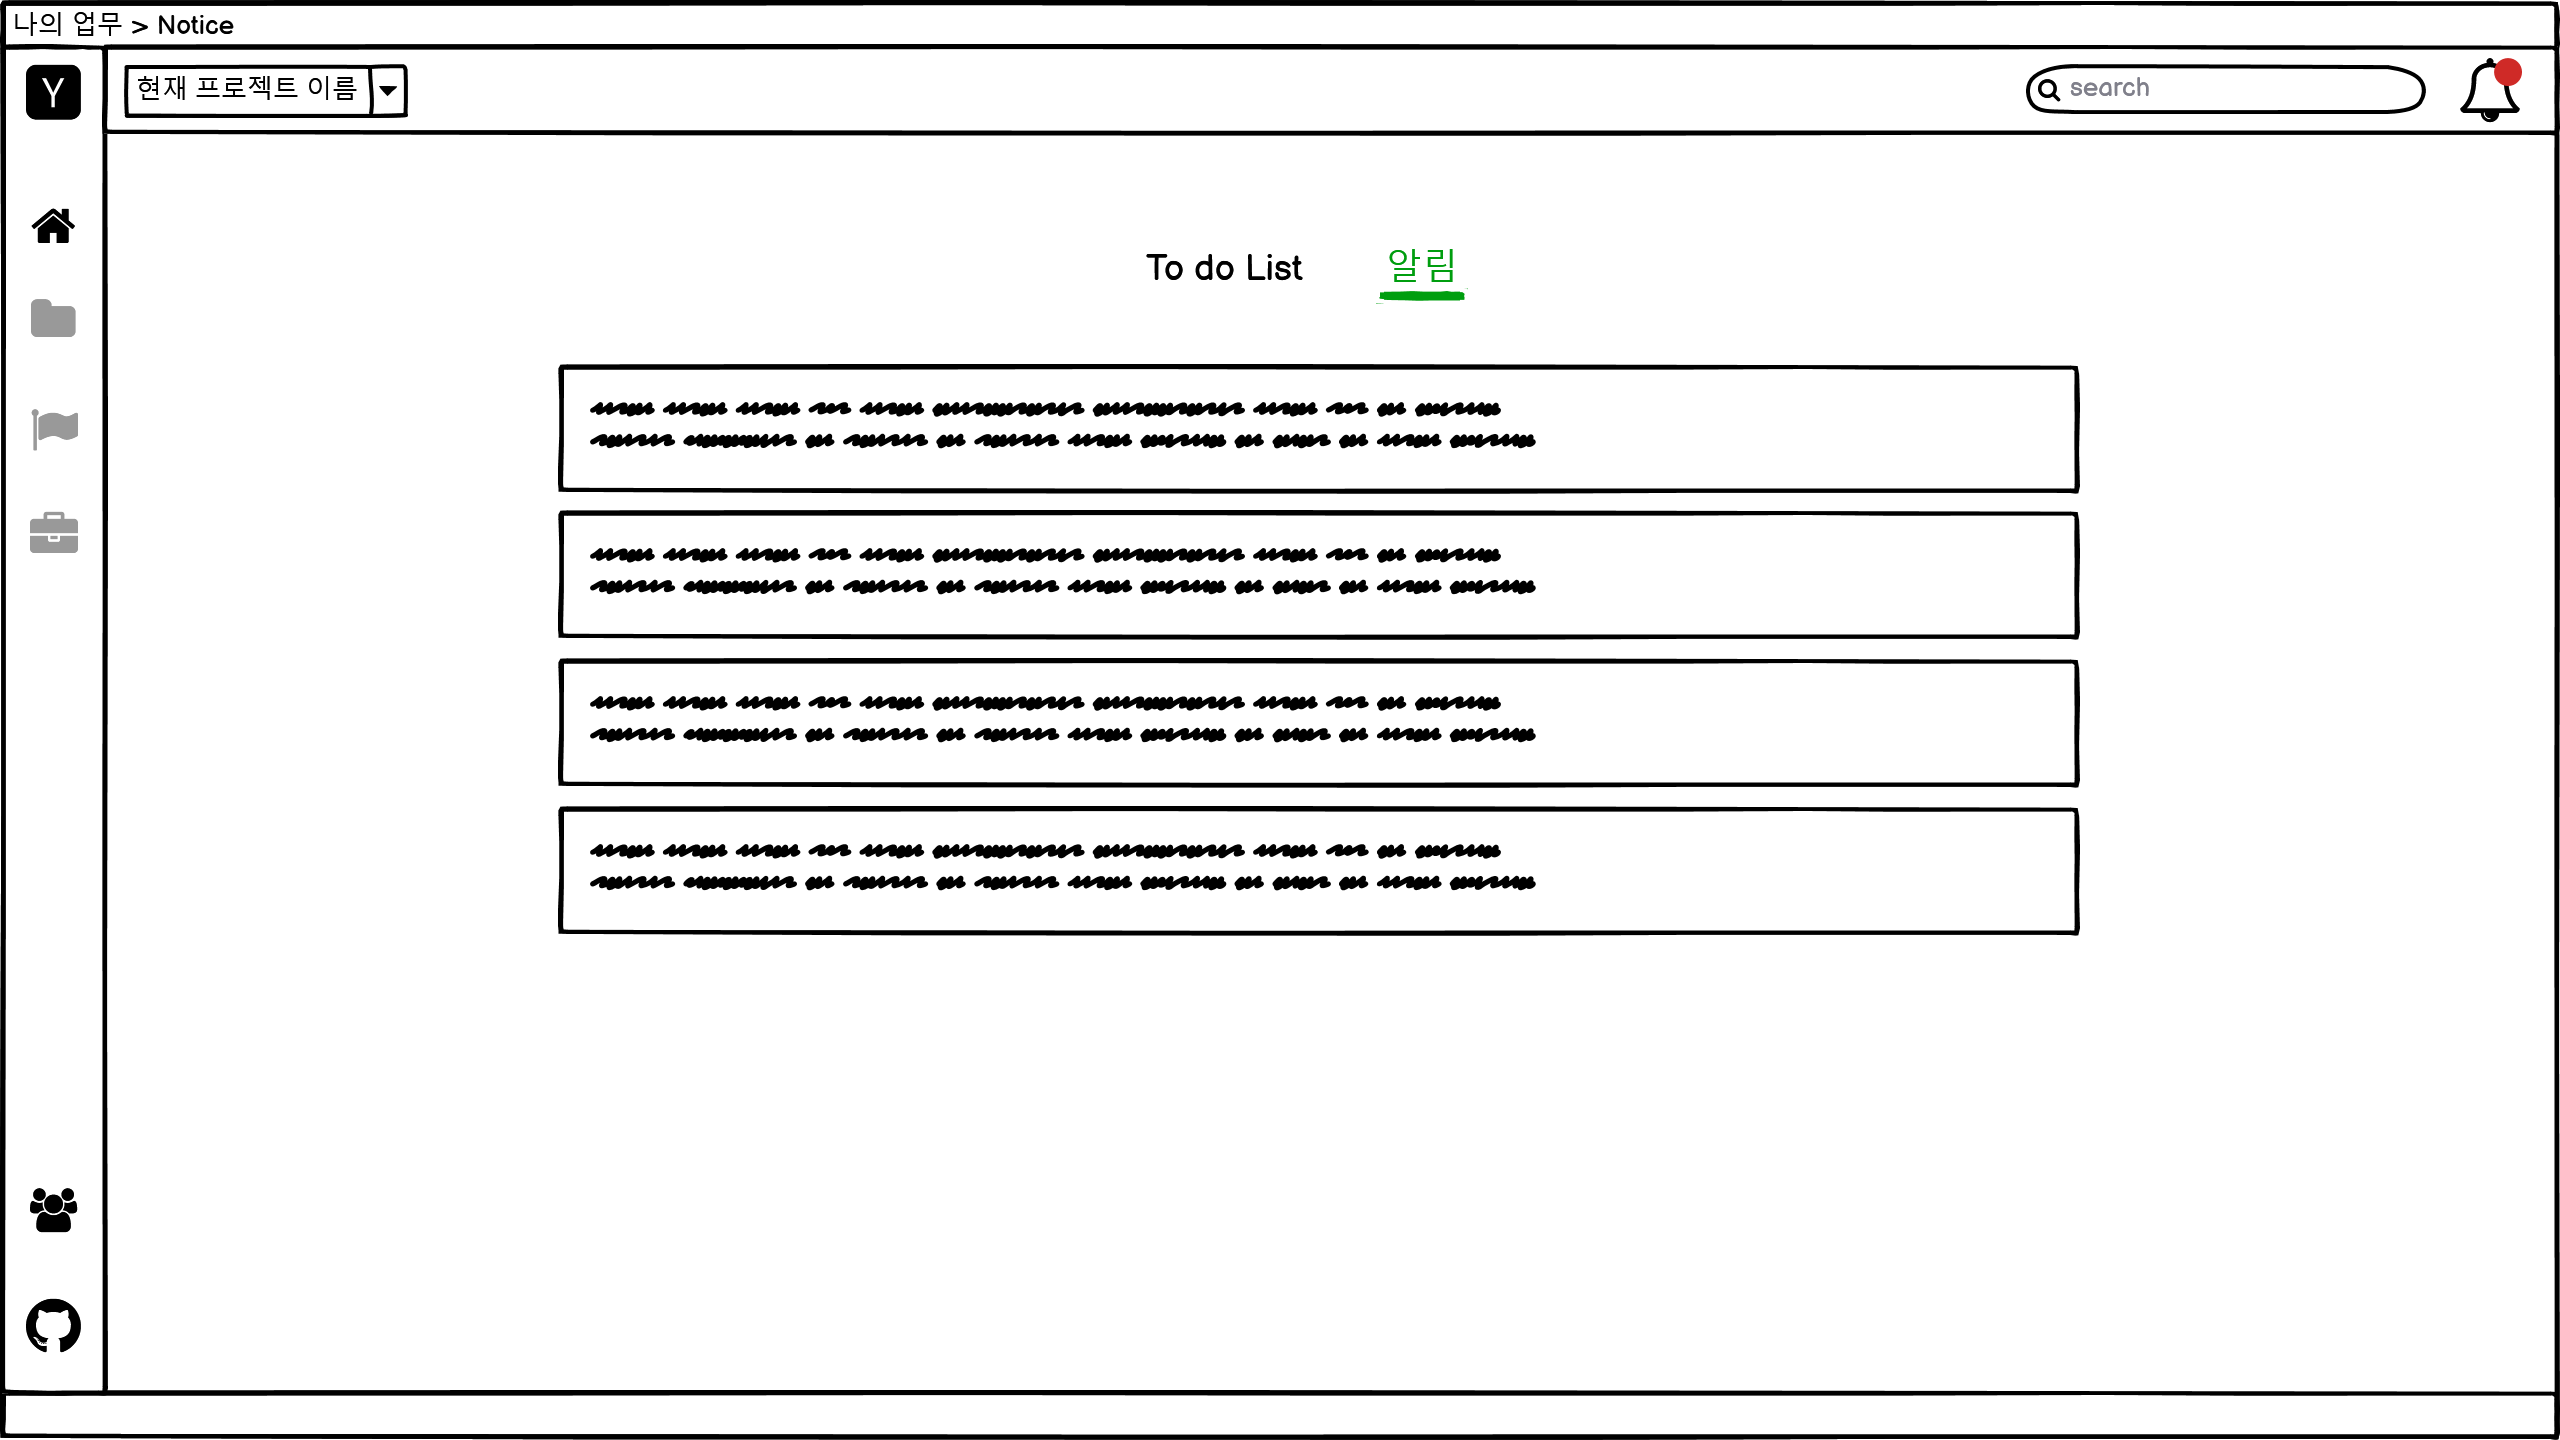 나의 업무 > Notice
Y
현재 프로젝트 이름
search
To do List
알림